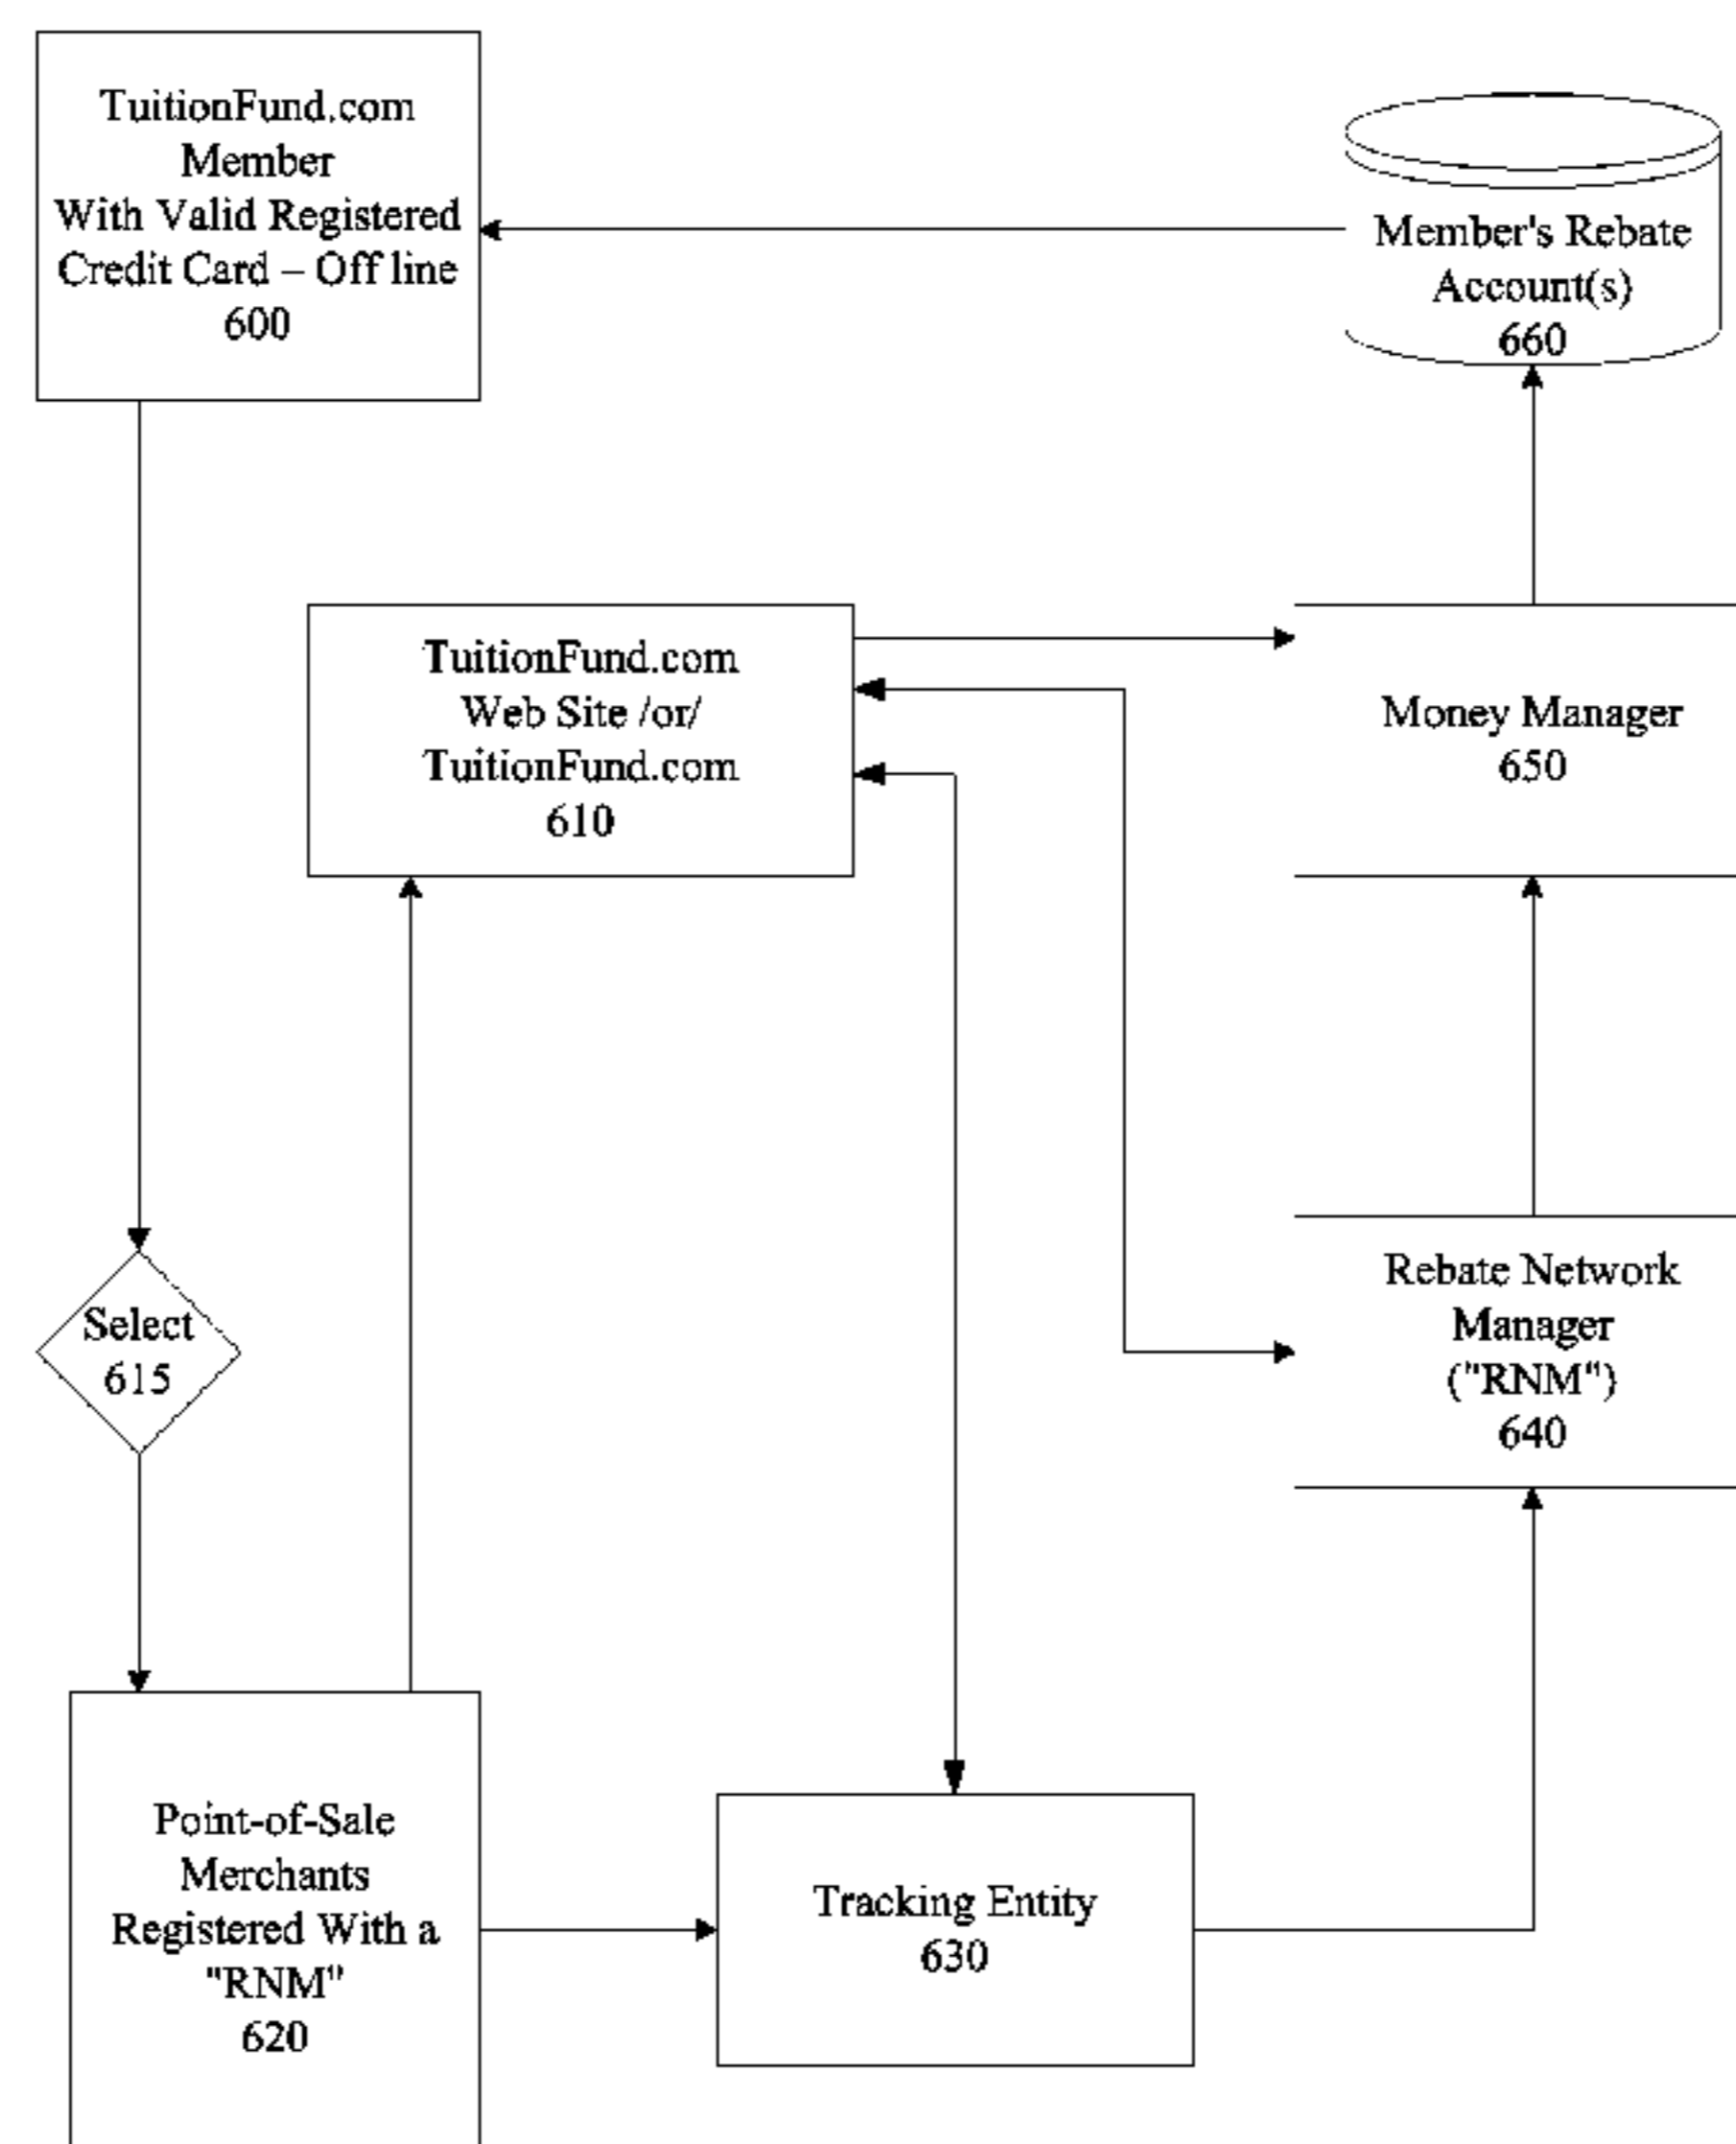 TuitionFund.com
Member
With Valid Registered
Credit Card – Off line
600
Member's Rebate
Account(s)
660
TuitionFund.com
Web Site /or/
TuitionFund.com
610
Money Manager
650
Select
615
Rebate Network
Manager
("RNM")
640
Point-of-Sale
Merchants
Registered With a
"RNM"
620
Tracking Entity
630